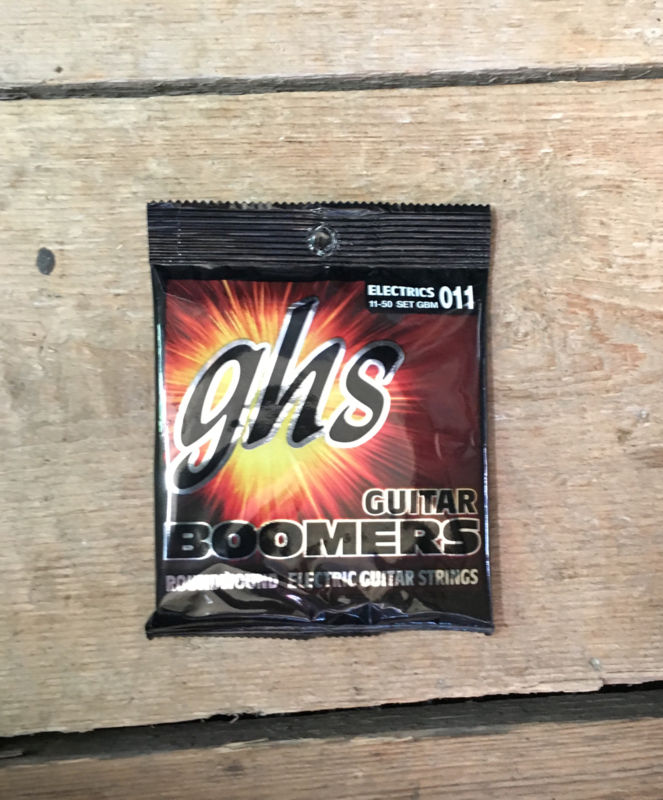 ELECTRICS 011
11-50 SET GBM
ghs
GUITAR
BOOMERS
ROUNDWOUND ELECTRIC GUITAR STRINGS